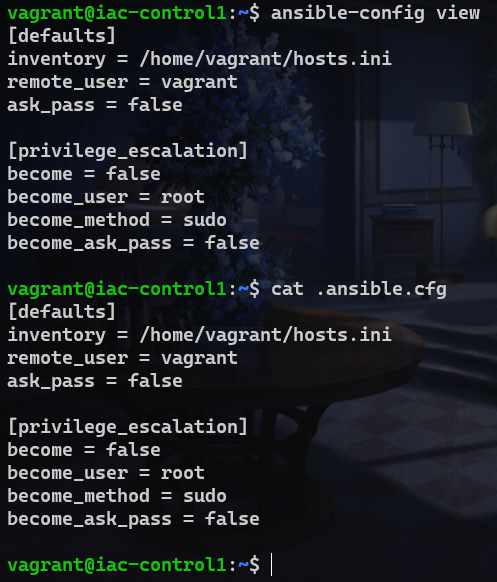 vagrant@iac-control1:~$ ansible-config view
[defaults]
inventory = /home/vagrant/hosts.ini
remote_user = vagrant
ask_pass = false

[privilege_escalation]
become = false
become_user = root
become_method = sudo
become_ask_pass = false

vagrant@iac-control1:~$ cat .ansible.cfg
[defaults]
inventory = /home/vagrant/hosts.ini
remote_user = vagrant
ask_pass = false

[privilege_escalation]
become = false
become_user = root
become_method = sudo
become_ask_pass = false

vagrant@iac-control1:~$